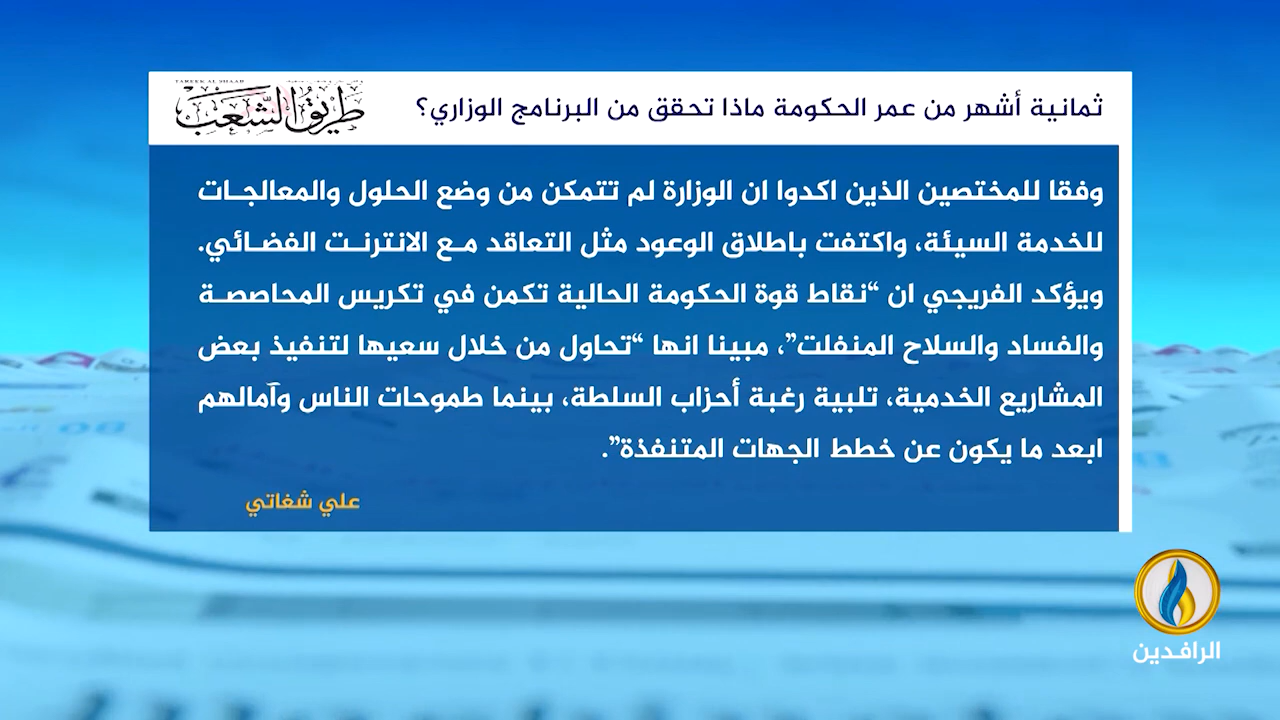 ثمانية أشهر من عمر الحكومة ماذا تحقق من البرنامج الوزاري؟
TAREEK AL SHAAB
طريق الشعب
وفقا للمختصين الذين اكدوا ان الوزارة لم تتمكن من وضع الحلول والمعالجات
للخدمة السيئة، واكتفت باطلاق الوعود مثل التعاقد مع الانترنت الفضائي.
ويؤكد الفريجي ان “نقاط قوة الحكومة الحالية تكمن في تكريس المحاصصة
والفساد والسلاح المنفلت”، مبينا انها “تحاول من خلال سعيها لتنفيذ بعض
المشاريع الخدمية، تلبية رغبة أحزاب السلطة، بينما طموحات الناس وآمالهم
ابعد ما يكون عن خطط الجهات المتنفذة”.
علي شغاتي
الرافدين